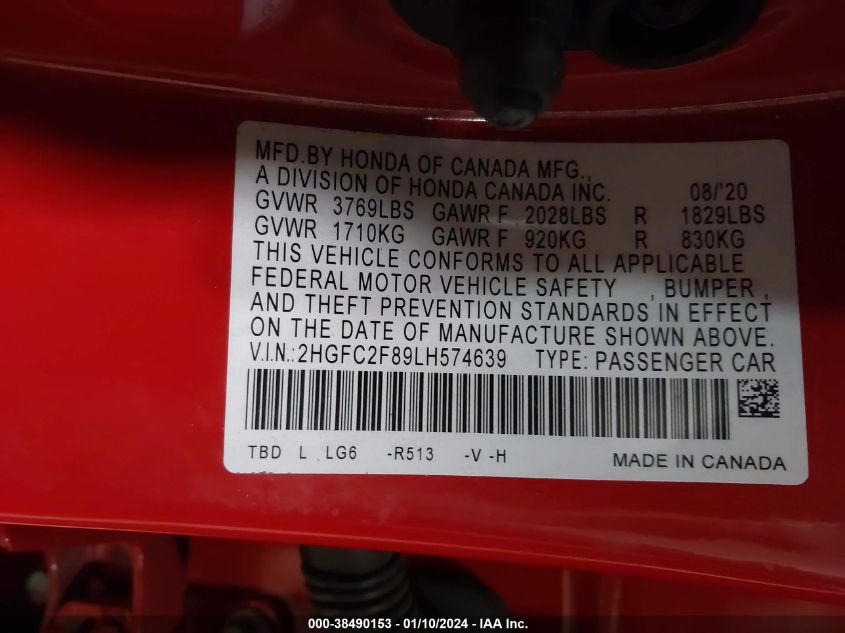 MFD.BY HONDA OF CANADA MFG.,
A DIVISION OF HONDA CANADA INC. 08/'20
GVWR 3769LBS GAWR F 2028LBS R 1829LBS
GVWR 1710KG GAWR F 920KG R 830KG
THIS VEHICLE CONFORMS TO ALL APPLICABLE
FEDERAL MOTOR VEHICLE SAFETY , BUMPER ,
AND THEFT PREVENTION STANDARDS IN EFFECT
ON THE DATE OF MANUFACTURE SHOWN ABOVE.
V.I.N.:2HGFC2F89LH574639 TYPE: PASSENGER CAR
TBD L LG6 -R513 -V -H MADE IN CANADA
000-38490153 - 01/10/2024 - IAA Inc.